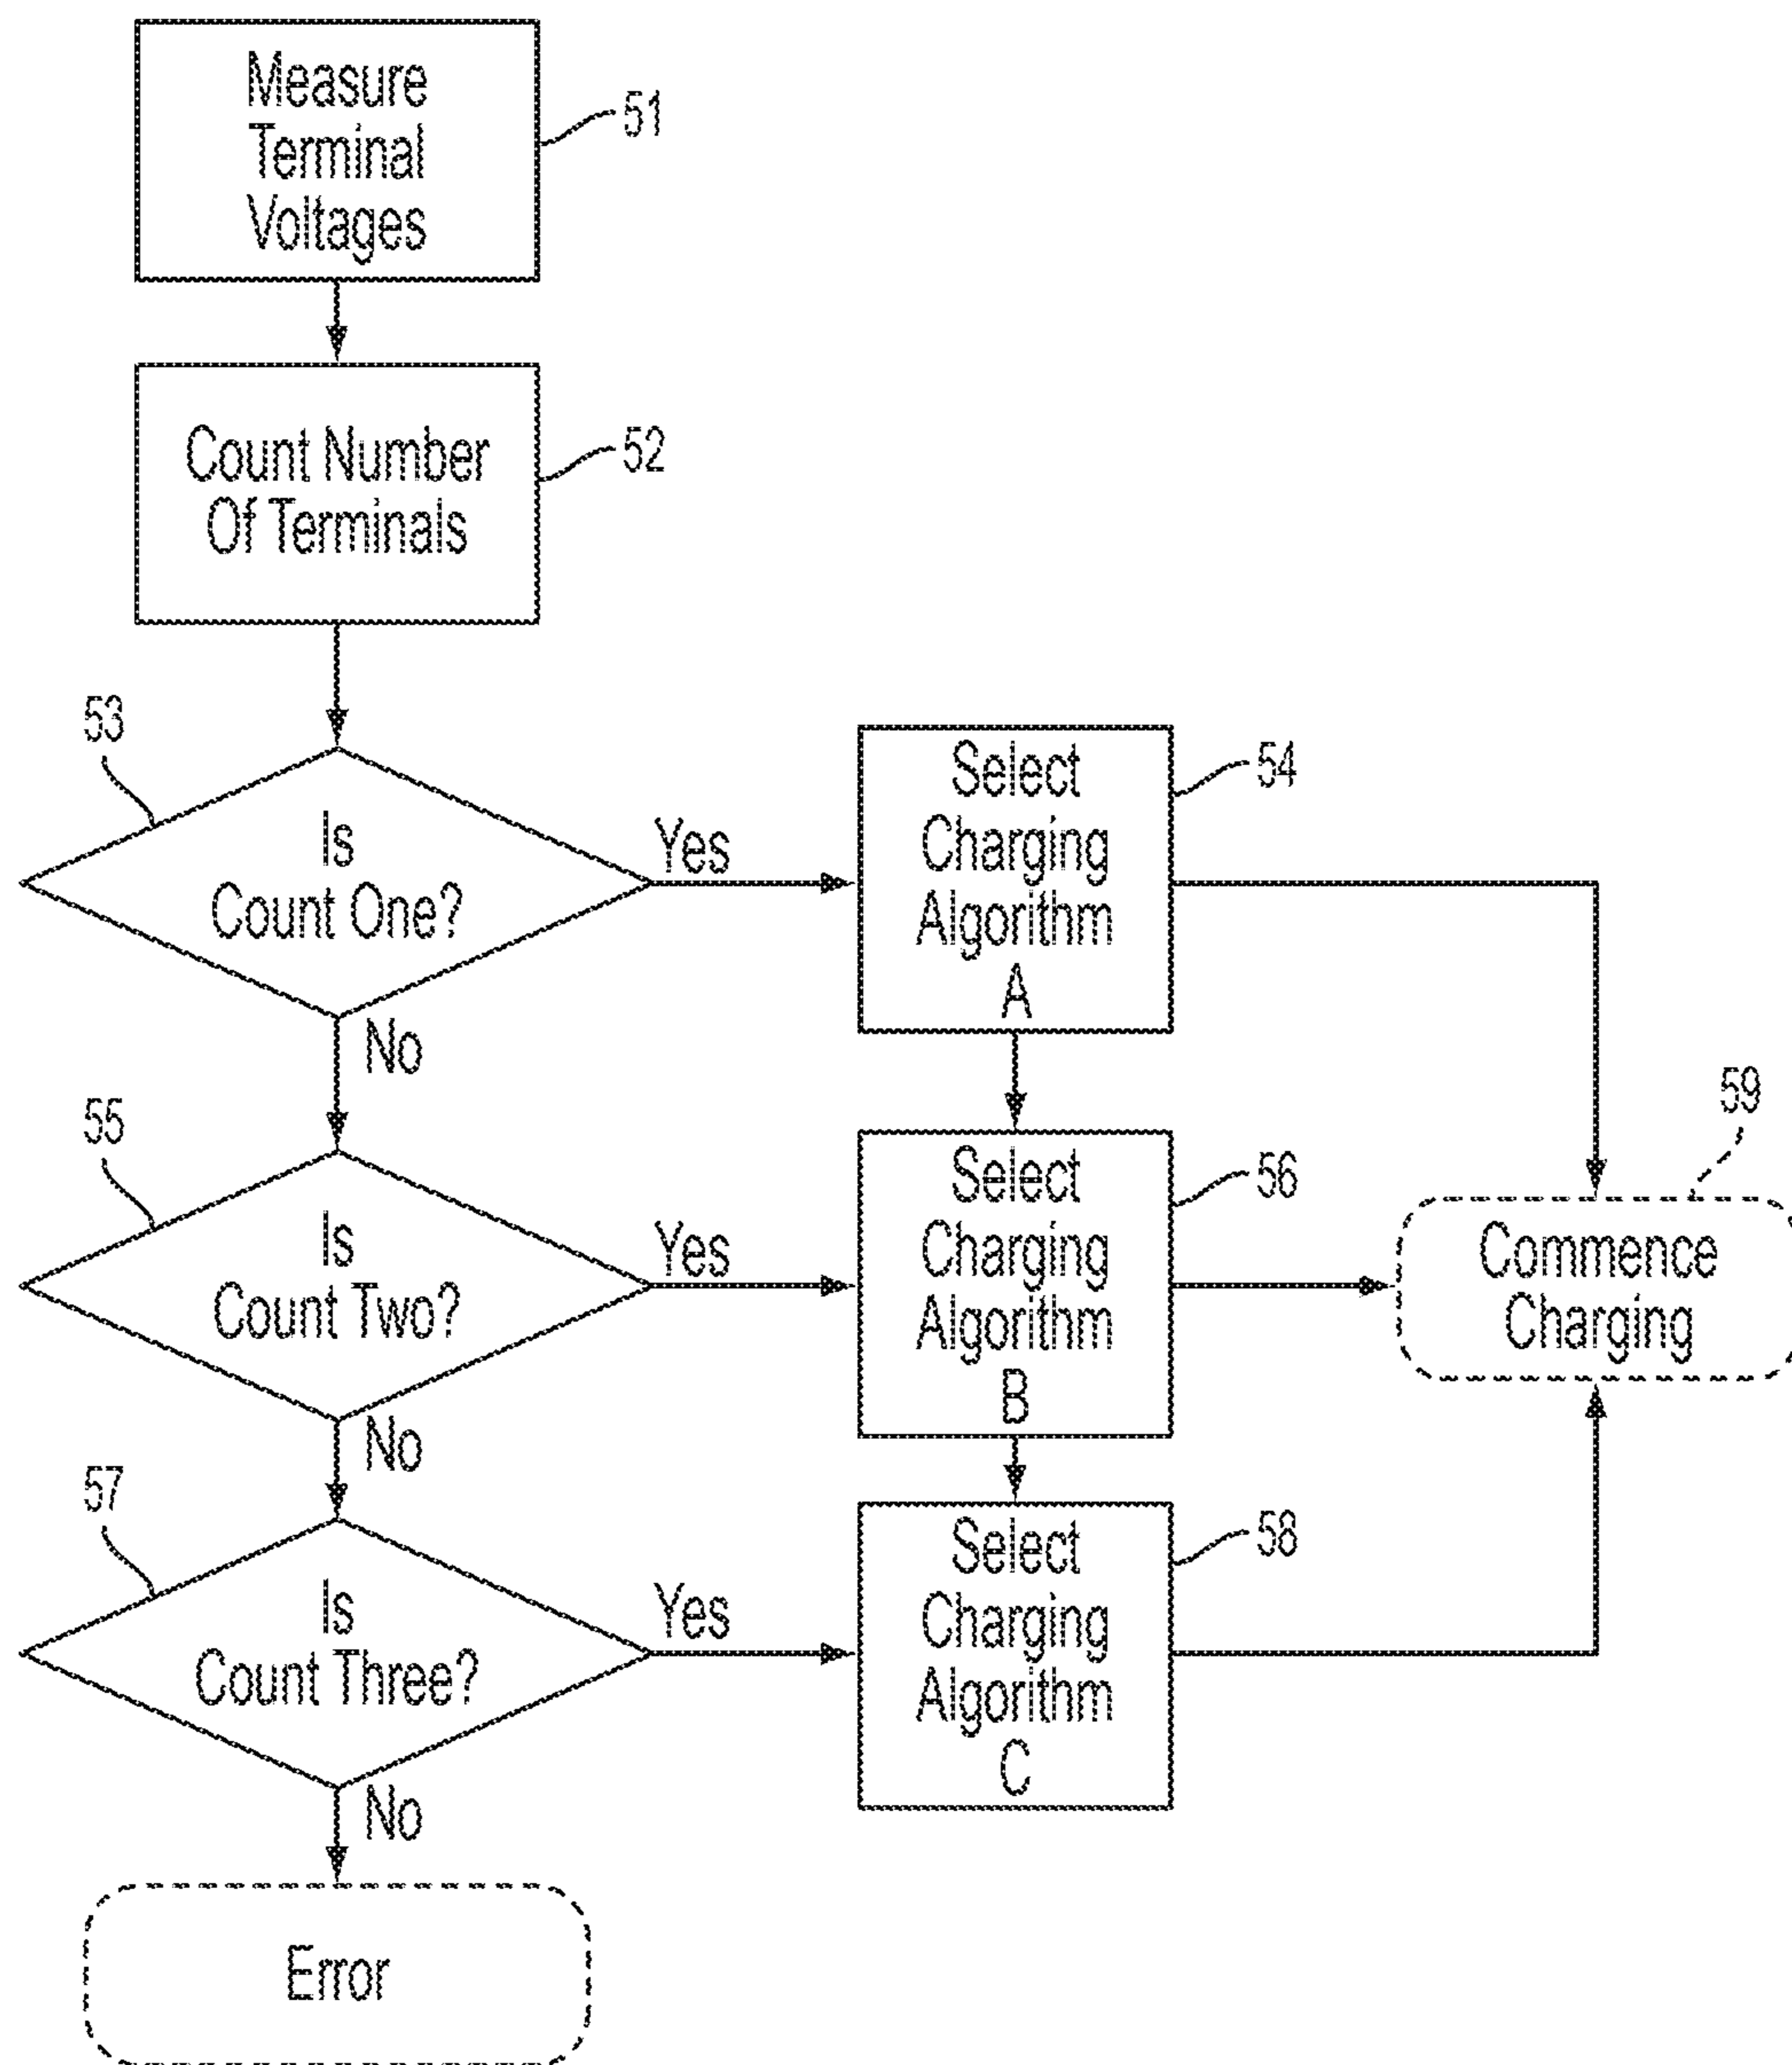 Measure
Terminal
Voltages
51
Count Number
Of Terminals
52
53
Is
Count One?
Yes
No
Select
Charging
Algorithm
A
54
55
Is
Count Two?
Yes
No
Select
Charging
Algorithm
B
56
59
Commence
Charging
57
Is
Count Three?
Yes
No
Select
Charging
Algorithm
C
58
Error